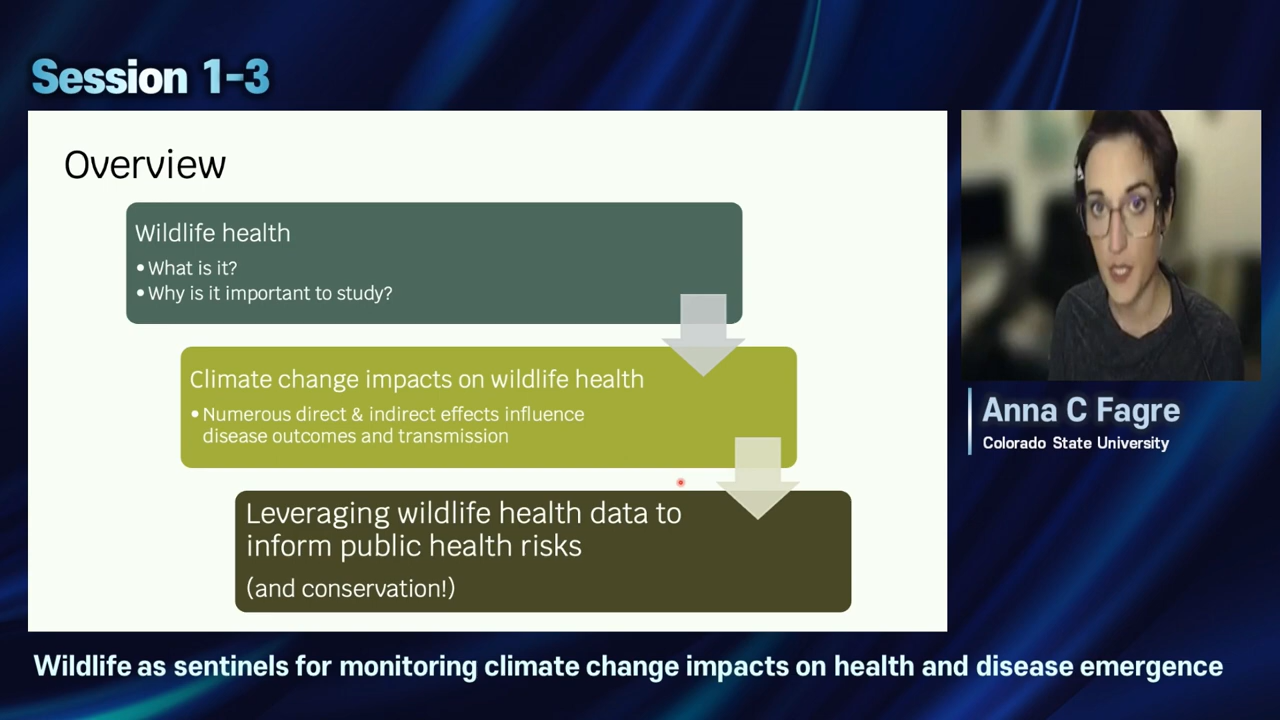 Session 1-3
Overview
Wildlife health
• What is it?
• Why is it important to study?
Climate change impacts on wildlife health
• Numerous direct & indirect effects influence
disease outcomes and transmission
Leveraging wildlife health data to
inform public health risks
(and conservation!)
Anna C Fagre
Colorado State University
Wildlife as sentinels for monitoring climate change impacts on health and disease emergence